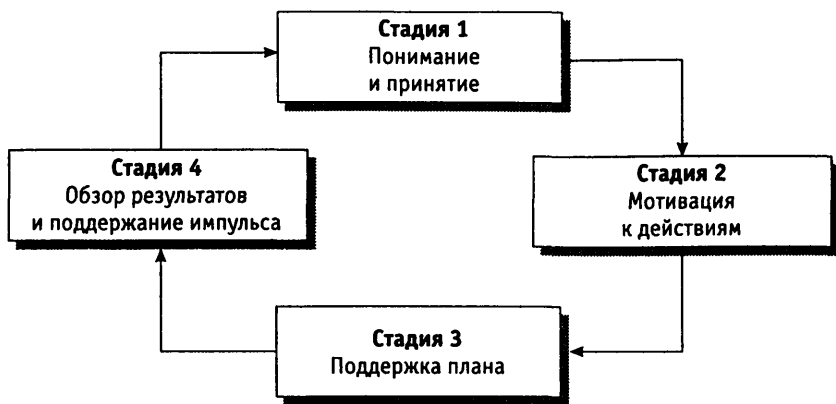 Стадия 1
Понимание
и принятие
Стадия 4
Обзор результатов
и поддержание импульса
Стадия 2
Мотивация
к действиям
Стадия 3
Поддержка плана